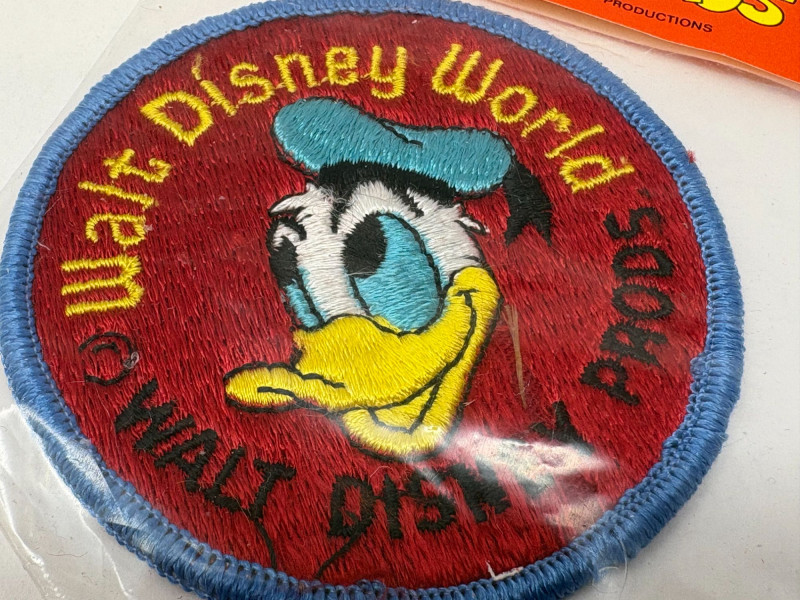 PRODUCTIONS
Walt Disney World
© WALT DISNEY PRODS.